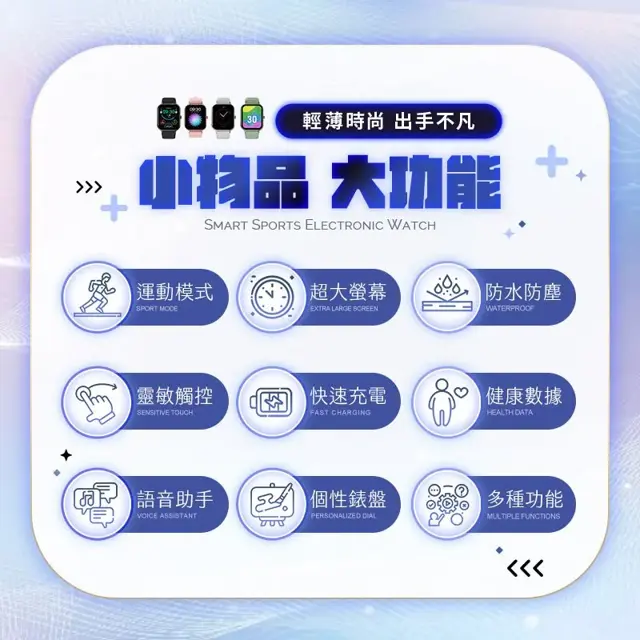 輕薄時尚 出手不凡
小物品 大功能
SMART SPORTS ELECTRONIC WATCH
運動模式
SPORT MODE
超大螢幕
EXTRA LARGE SCREEN
防水防塵
WATERPROOF
靈敏觸控
SENSITIVE TOUCH
快速充電
FAST CHARGING
健康數據
HEALTH DATA
語音助手
VOICE ASSISTANT
個性錶盤
PERSONALIZED DIAL
多種功能
MULTIPLE FUNCTIONS